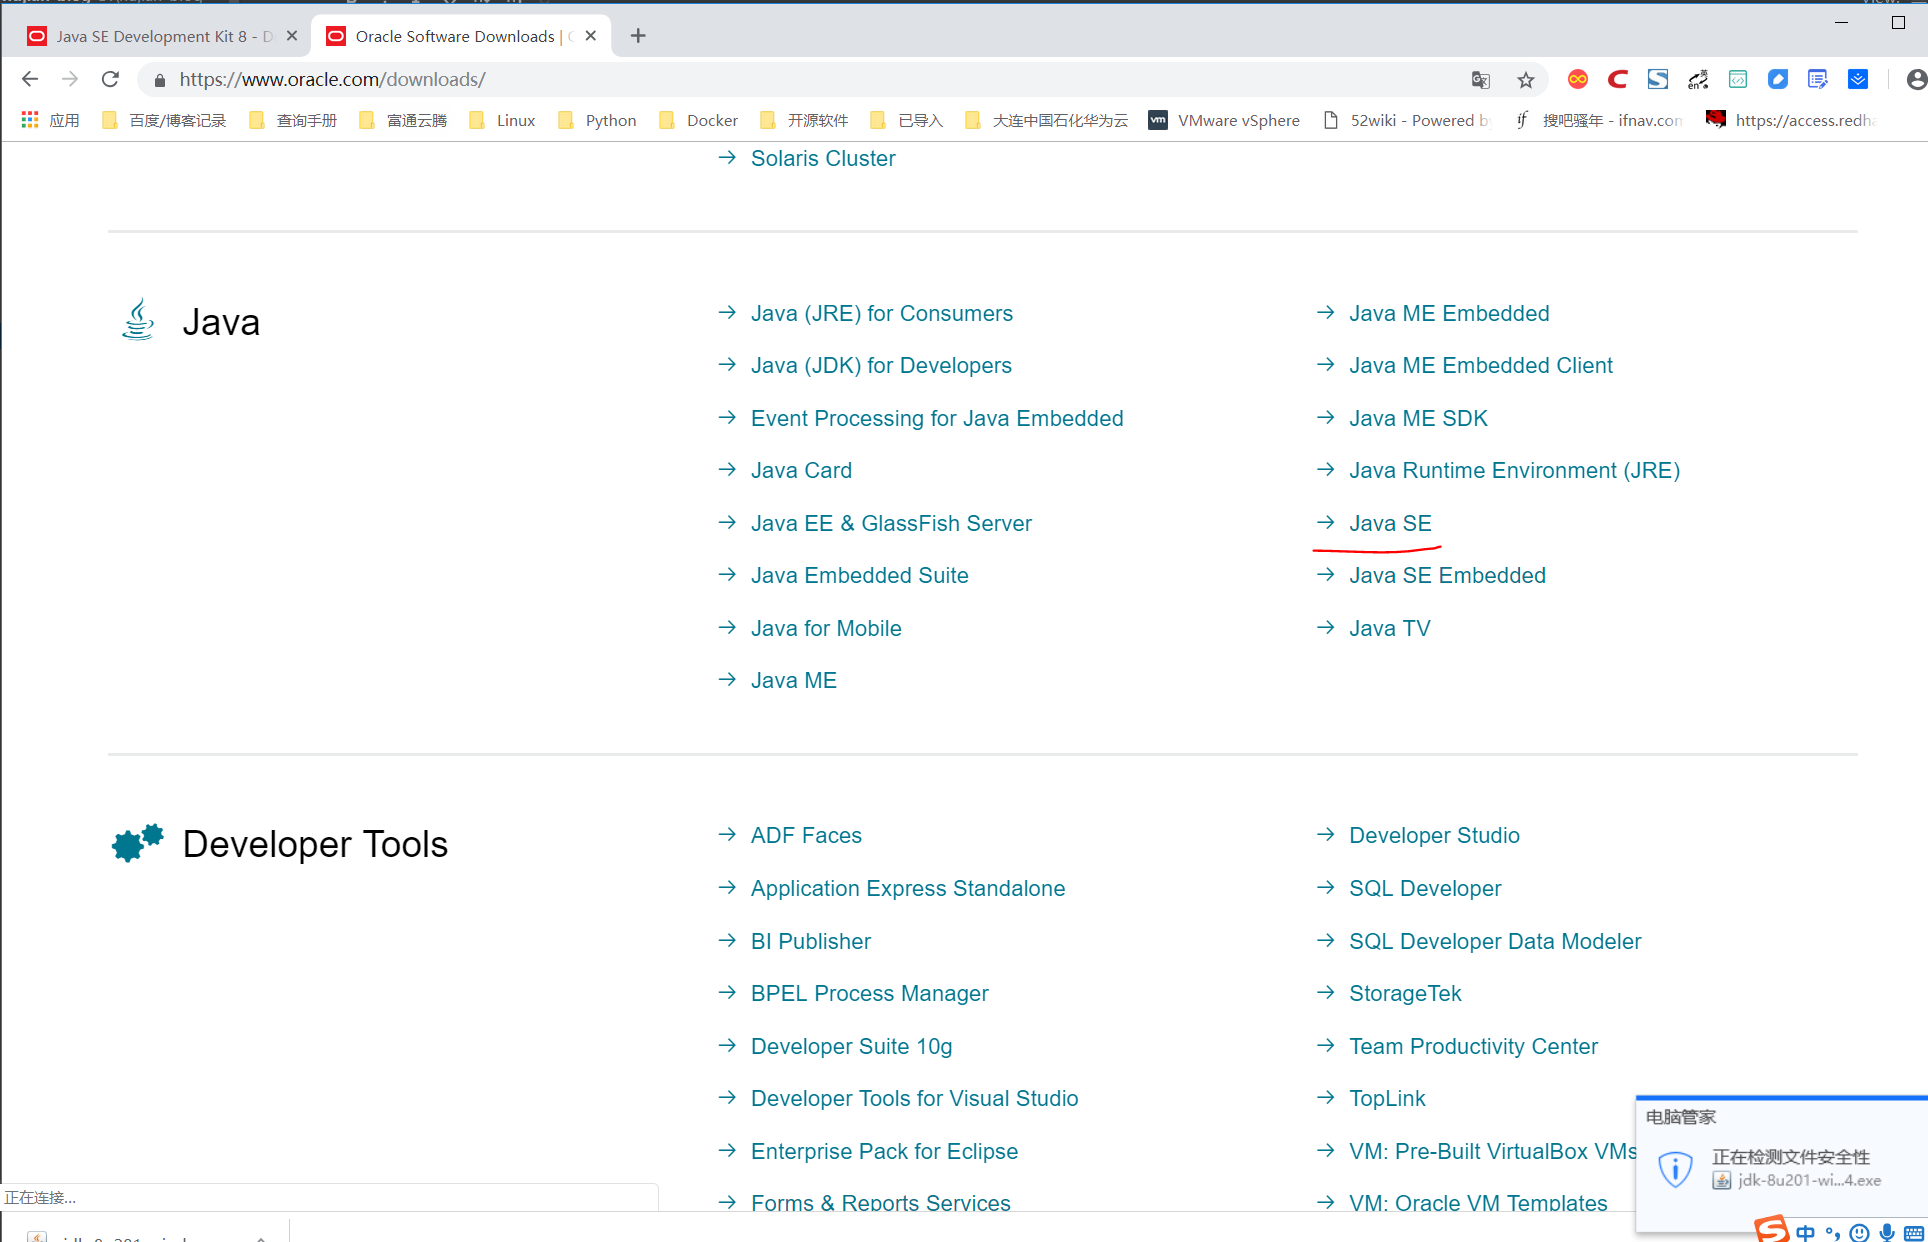 Java SE Development Kit 8 - D
Oracle Software Downloads |
https://www.oracle.com/downloads/
应用
百度/博客记录
查询手册
富通云腾
Linux
Python
Docker
开源软件
已导入
大连中国石化华为云
vm
VMware vSphere
52wiki - Powered by
if
搜吧骚年 - ifnav.com
https://access.redha
Solaris Cluster
Java
Java (JRE) for Consumers
Java (JDK) for Developers
Event Processing for Java Embedded
Java Card
Java EE & GlassFish Server
Java Embedded Suite
Java for Mobile
Java ME
Java ME Embedded
Java ME Embedded Client
Java ME SDK
Java Runtime Environment (JRE)
Java SE
Java SE Embedded
Java TV
Developer Tools
ADF Faces
Application Express Standalone
BI Publisher
BPEL Process Manager
Developer Suite 10g
Developer Tools for Visual Studio
Enterprise Pack for Eclipse
Forms & Reports Services
Developer Studio
SQL Developer
SQL Developer Data Modeler
StorageTek
Team Productivity Center
TopLink
VM: Pre-Built VirtualBox VMs
VM: Oracle VM Templates
电脑管家
正在检测文件安全性
jdk-8u201-wi...4.exe
正在连接...
中